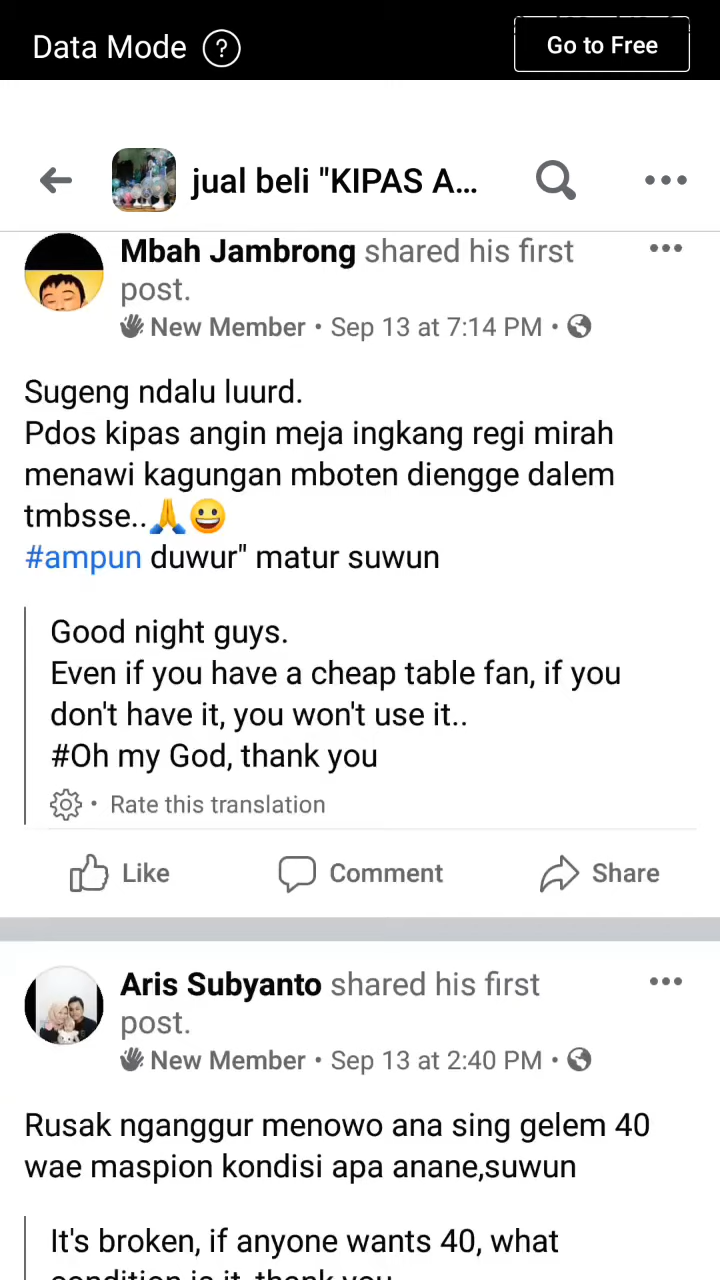 Data Mode ?
Go to Free
jual beli "KIPAS A...
Mbah Jambrong shared his first
post.
New Member • Sep 13 at 7:14 PM •
Sugeng ndalu luurd.
Pdos kipas angin meja ingkang regi mirah
menawi kagungan mboten diengge dalem
tmbsse..🙏😀
#ampun duwur" matur suwun
Good night guys.
Even if you have a cheap table fan, if you
don't have it, you won't use it..
#Oh my God, thank you
• Rate this translation
Like
Comment
Share
Aris Subyanto shared his first
post.
New Member • Sep 13 at 2:40 PM •
Rusak nganggur menowo ana sing gelem 40
wae maspion kondisi apa anane,suwun
It's broken, if anyone wants 40, what
condition is it, thank you